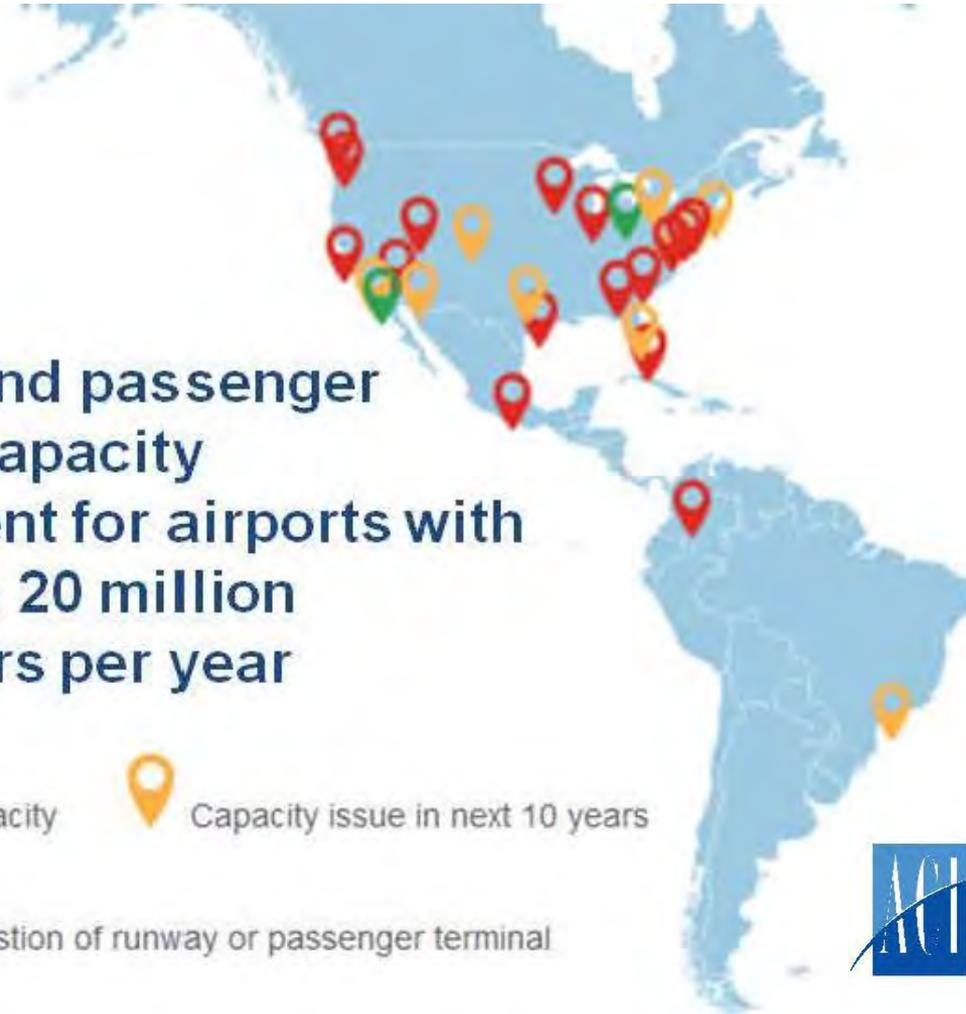 nd passenger
apacity
nt for airports with
20 million
rs per year
acity
Capacity issue in next 10 years
stion of runway or passenger terminal
ACI